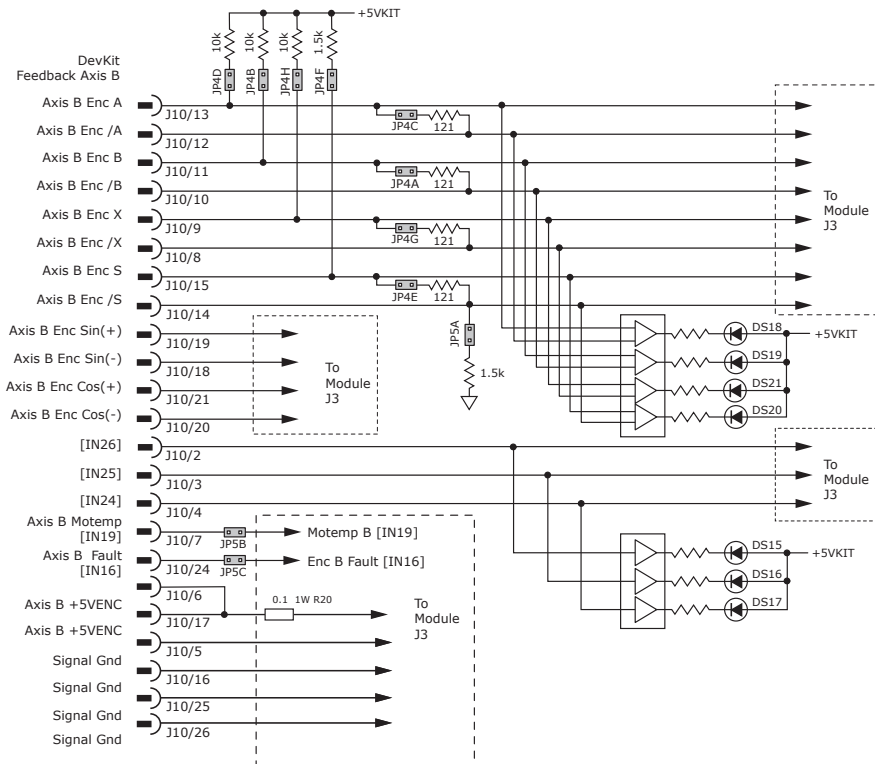 +5VKIT
10k
10k
10k
1.5k
DevKit
Feedback Axis B
JP4D
JP4B
JP4H
JP4F
Axis B Enc A
J10/13
JP4C
121
Axis B Enc /A
J10/12
Axis B Enc B
J10/11
JP4A
121
Axis B Enc /B
J10/10
Axis B Enc X
J10/9
JP4G
121
Axis B Enc /X
J10/8
Axis B Enc S
J10/15
JP4E
121
Axis B Enc /S
J10/14
To
Module
J3
JP5A
1.5k
Axis B Enc Sin(+)
J10/19
Axis B Enc Sin(-)
J10/18
Axis B Enc Cos(+)
J10/21
Axis B Enc Cos(-)
J10/20
To
Module
J3
DS18
+5VKIT
DS19
DS21
DS20
[IN26]
J10/2
[IN25]
J10/3
[IN24]
J10/4
To
Module
J3
Axis B Motemp
[IN19]
J10/7
JP5B
Motemp B [IN19]
Axis B Fault
[IN16]
J10/24
JP5C
Enc B Fault [IN16]
DS15
+5VKIT
DS16
DS17
J10/6
Axis B +5VENC
J10/17
0.1 1W R20
To
Module
J3
Axis B +5VENC
J10/5
Signal Gnd
J10/16
Signal Gnd
J10/25
Signal Gnd
J10/26
Signal Gnd